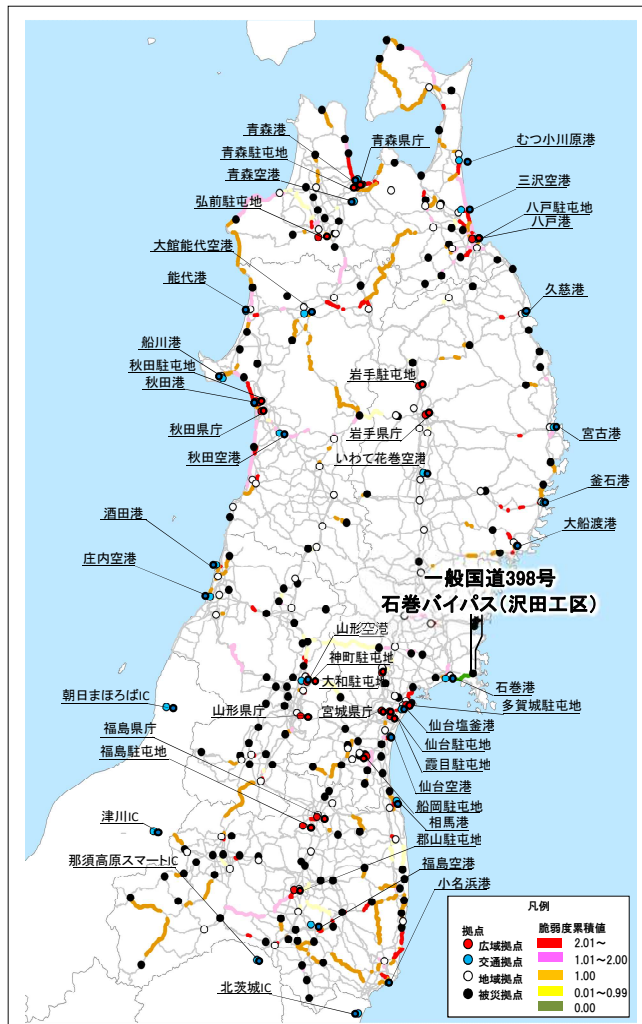 青森港
青森県庁
青森駐屯地
青森空港
弘前駐屯地
むつ小川原港
三沢空港
八戸駐屯地
八戸港
大館能代空港
能代港
久慈港
船川港
秋田駐屯地
秋田港
岩手駐屯地
秋田県庁
岩手県庁
秋田空港
いわて花巻空港
宮古港
釜石港
酒田港
大船渡港
庄内空港
一般国道398号
石巻バイパス(沢田工区)
山形空港
神町駐屯地
大和駐屯地
石巻港
朝日まほろばIC
山形県庁
宮城県庁
多賀城駐屯地
仙台塩釜港
仙台駐屯地
霞目駐屯地
仙台空港
福島県庁
福島駐屯地
船岡駐屯地
相馬港
津川IC
郡山駐屯地
那須高原スマートIC
福島空港
小名浜港
北茨城IC
凡例
拠点
脆弱度累積値
広域拠点
2.01~
交通拠点
1.01~2.00
地域拠点
1.00
被災拠点
0.01~0.99
0.00